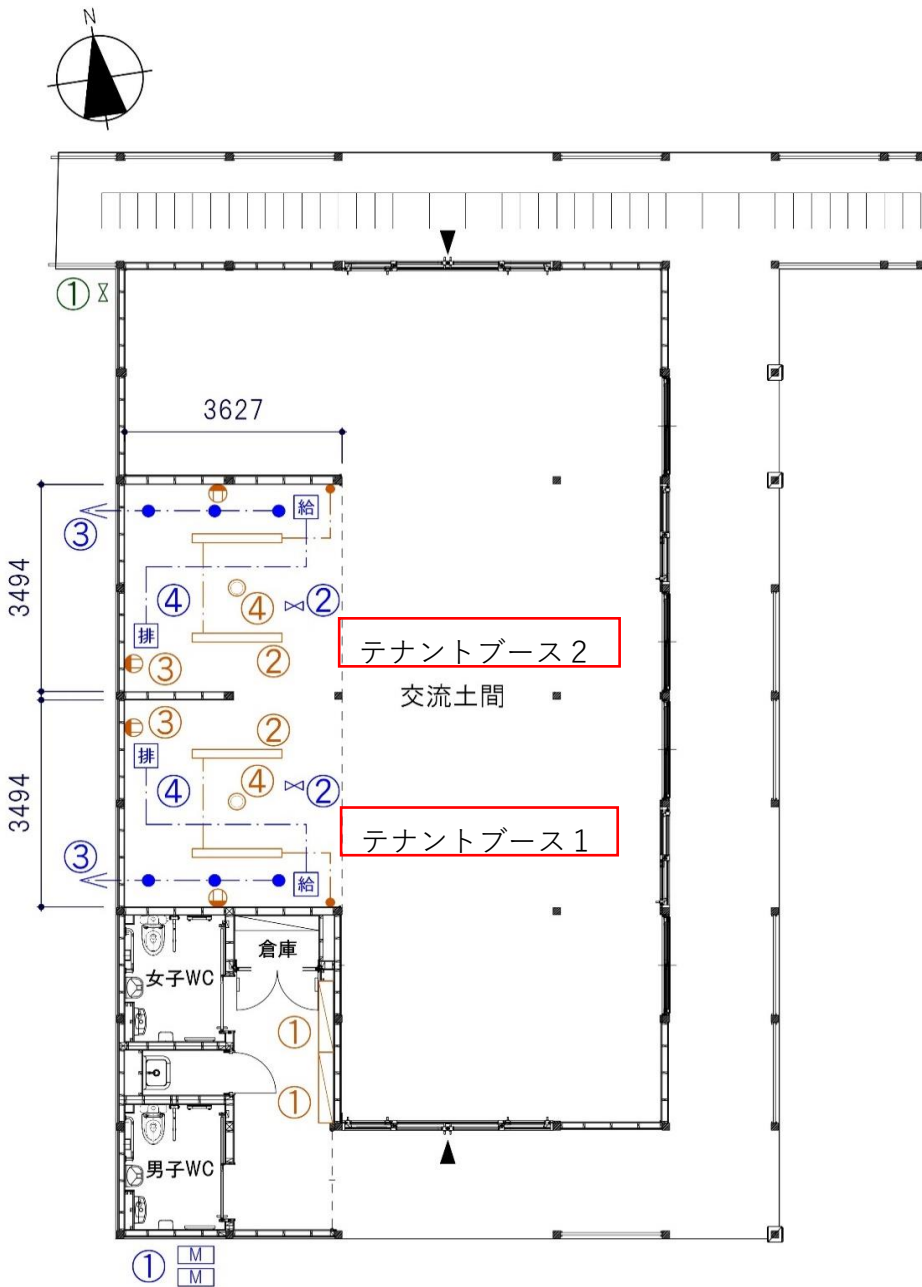 N
①
3627
給
③
3494
④
④ ②
排
③ ②
テナントブース２
交流土間
③ ②
排
④ ④ ②
3494
テナントブース１
③
給
倉庫
女子WC
①
①
男子WC
① M
M